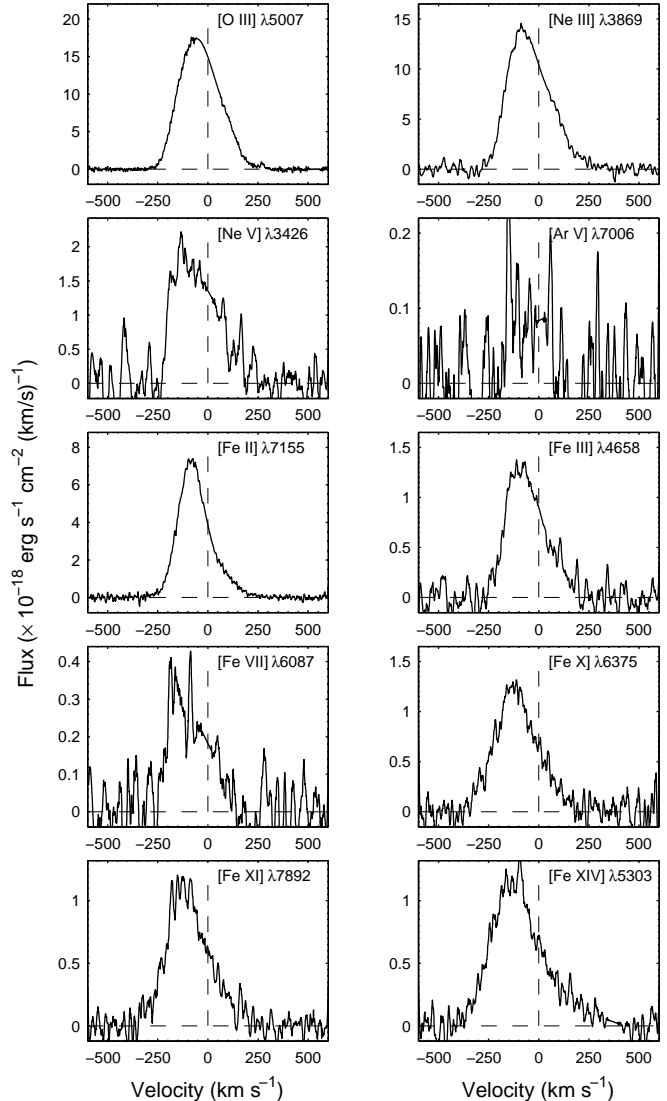 Flux (× 10⁻¹⁸ erg s⁻¹ cm⁻² (km/s)⁻¹)
[O III] λ5007
20
15
10
5
0
−500 −250 0 250 500
[Ne III] λ3869
15
10
5
0
−500 −250 0 250 500
[Ne V] λ3426
2
1.5
1
0.5
0
−500 −250 0 250 500
[Ar V] λ7006
0.2
0.1
0
−500 −250 0 250 500
[Fe II] λ7155
8
6
4
2
0
−500 −250 0 250 500
[Fe III] λ4658
1.5
1
0.5
0
−500 −250 0 250 500
[Fe VII] λ6087
0.4
0.3
0.2
0.1
0
−500 −250 0 250 500
[Fe X] λ6375
1.5
1
0.5
0
−500 −250 0 250 500
[Fe XI] λ7892
1
0.5
0
−500 −250 0 250 500
Velocity (km s⁻¹)
[Fe XIV] λ5303
1
0.5
0
−500 −250 0 250 500
Velocity (km s⁻¹)